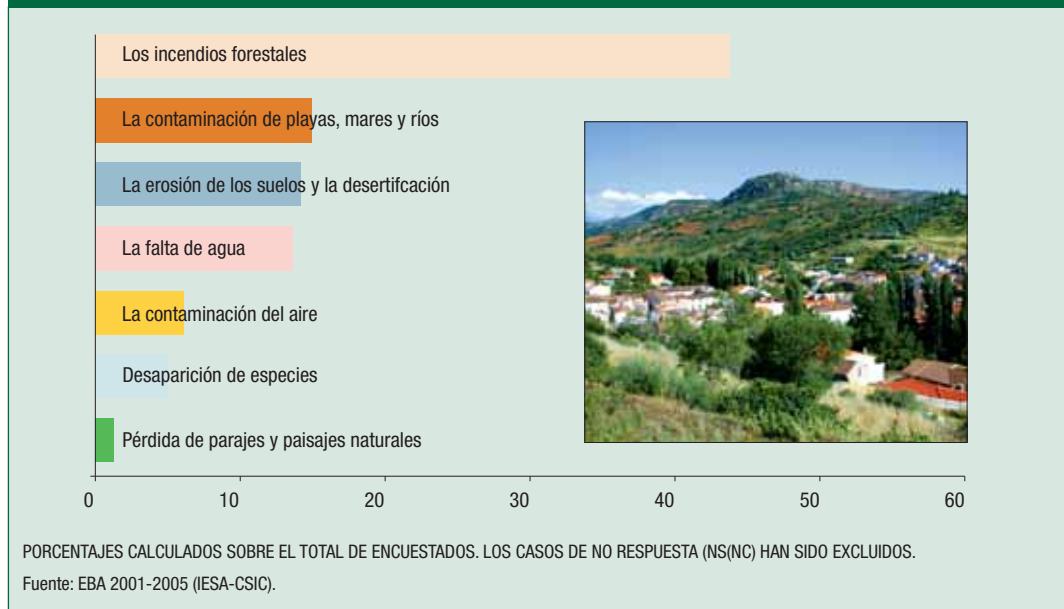 Los incendios forestales
La contaminación de playas, mares y ríos
La erosión de los suelos y la desertifcación
La falta de agua
La contaminación del aire
Desaparición de especies
Pérdida de parajes y paisajes naturales
0 10 20 30 40 50 60
PORCENTAJES CALCULADOS SOBRE EL TOTAL DE ENCUESTADOS. LOS CASOS DE NO RESPUESTA (NS(NC) HAN SIDO EXCLUIDOS.
Fuente: EBA 2001-2005 (IESA-CSIC).